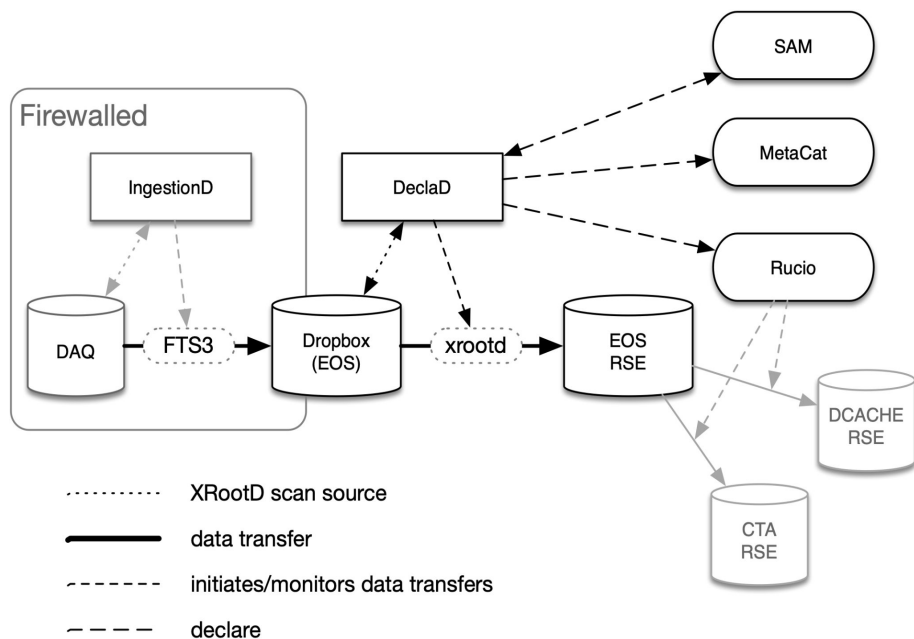 SAM
Firewalled
MetaCat
IngestionD
DeclaD
Rucio
DAQ
FTS3
Dropbox
(EOS)
xrootd
EOS
RSE
DCACHE
RSE
CTA
RSE
XRootD scan source
data transfer
initiates/monitors data transfers
declare